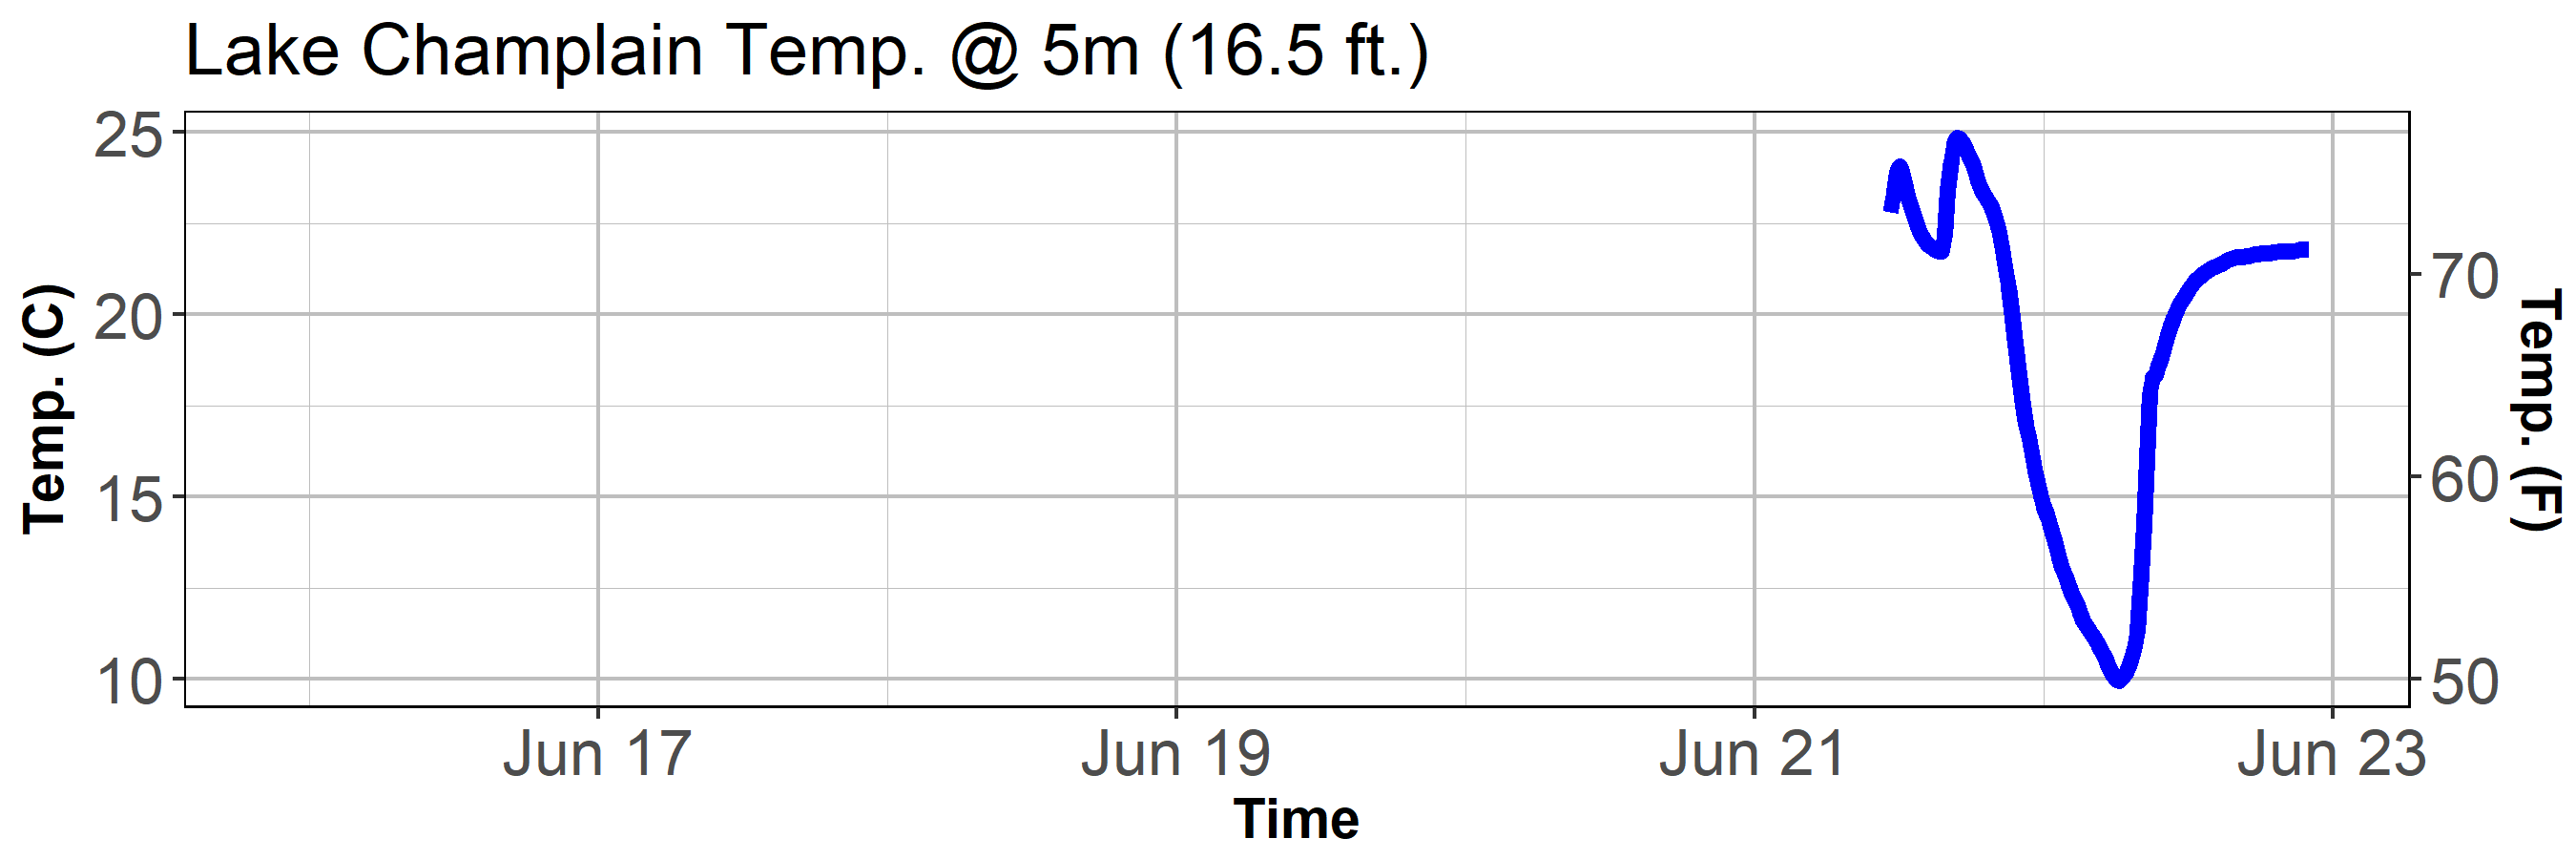 Lake Champlain Temp. @ 5m (16.5 ft.)
25
20
15
10
Temp. (C)
70
60
50
Temp. (F)
Jun 17 Jun 19 Jun 21 Jun 23
Time